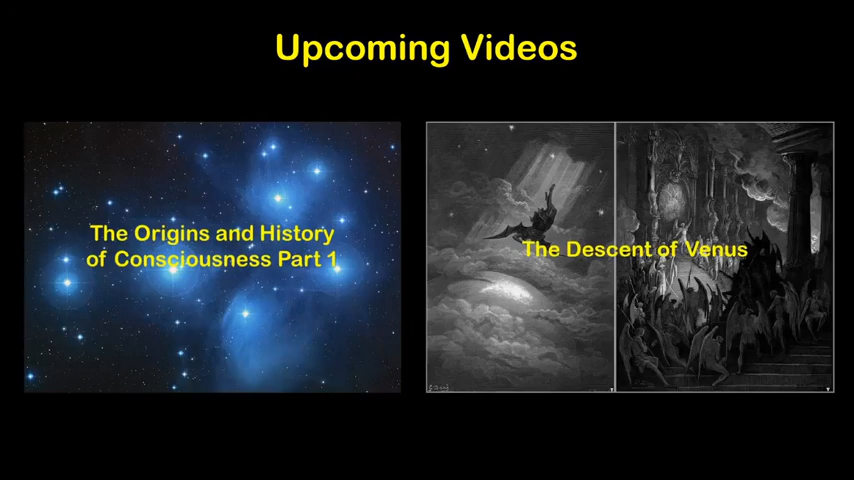 Upcoming Videos
The Origins and History
of Consciousness Part 1
The Descent of Venus